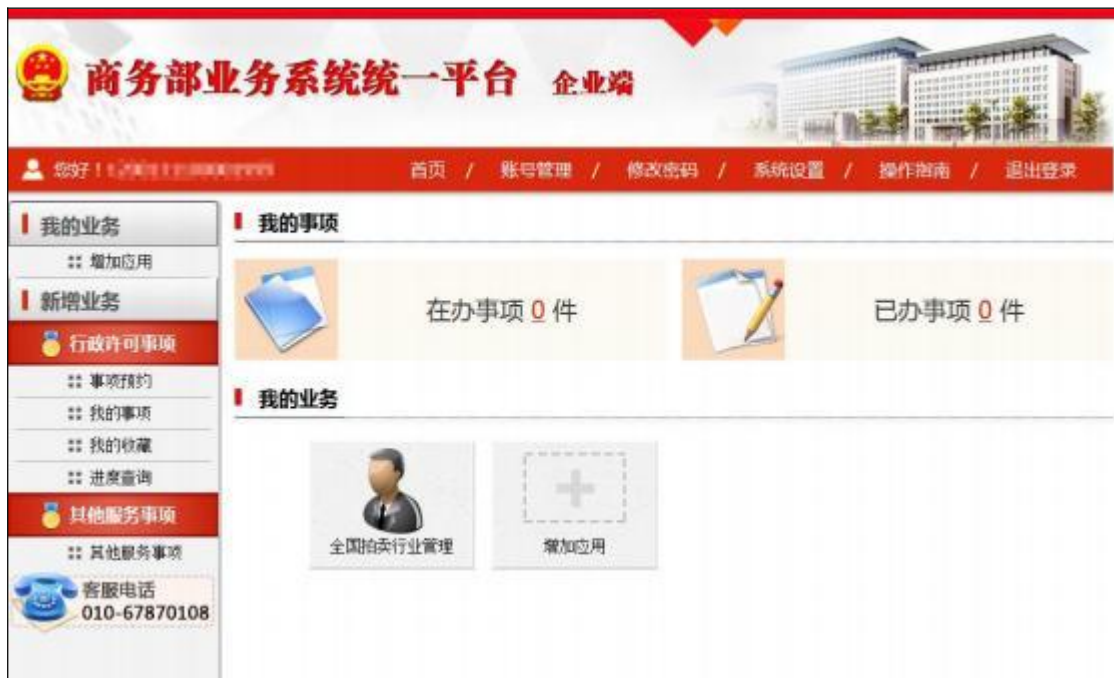 商务部业务系统统一平台 企业端
您好！
首页 / 账号管理 / 修改密码 / 系统设置 / 操作指南 / 退出登录
我的业务
增加应用
新增业务
行政许可事项
事项预约
我的事项
我的收藏
进度查询
其他服务事项
其他服务事项
客服电话
010-67870108
我的事项
在办事项 0 件
已办事项 0 件
我的业务
全国拍卖行业管理
增加应用